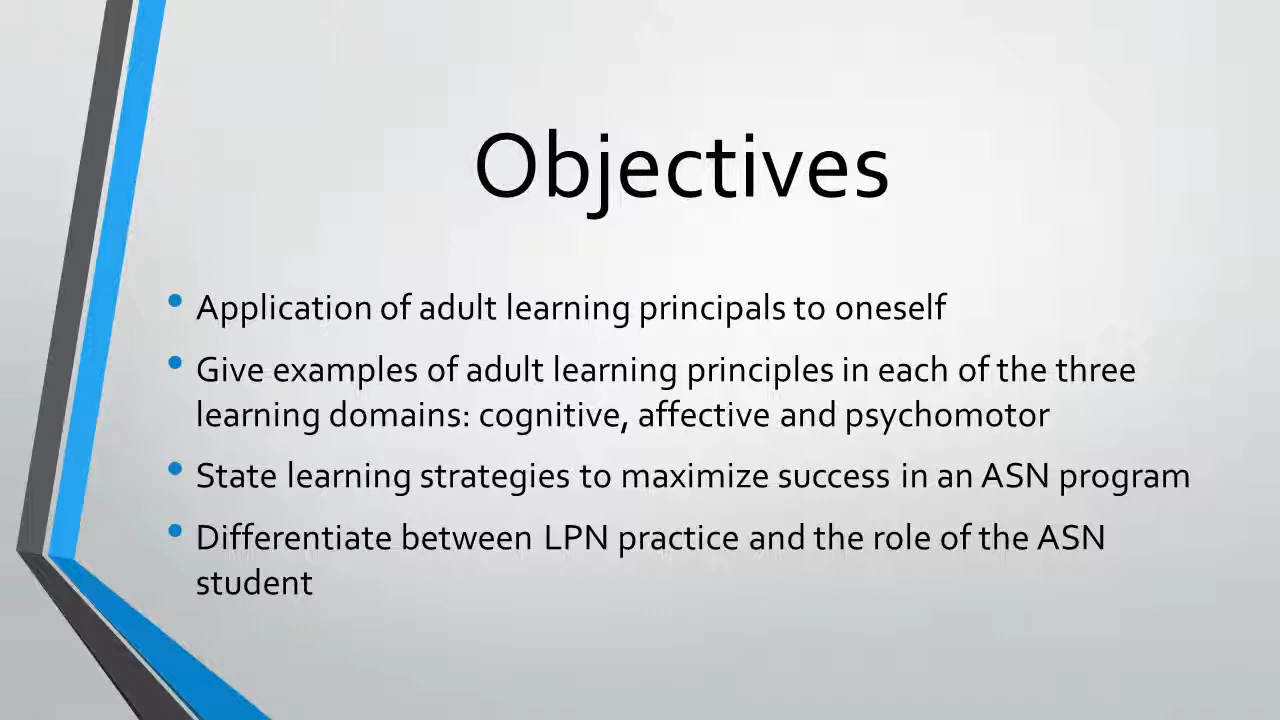 Objectives
• Application of adult learning principals to oneself
• Give examples of adult learning principles in each of the three
learning domains: cognitive, affective and psychomotor
• State learning strategies to maximize success in an ASN program
• Differentiate between LPN practice and the role of the ASN
student